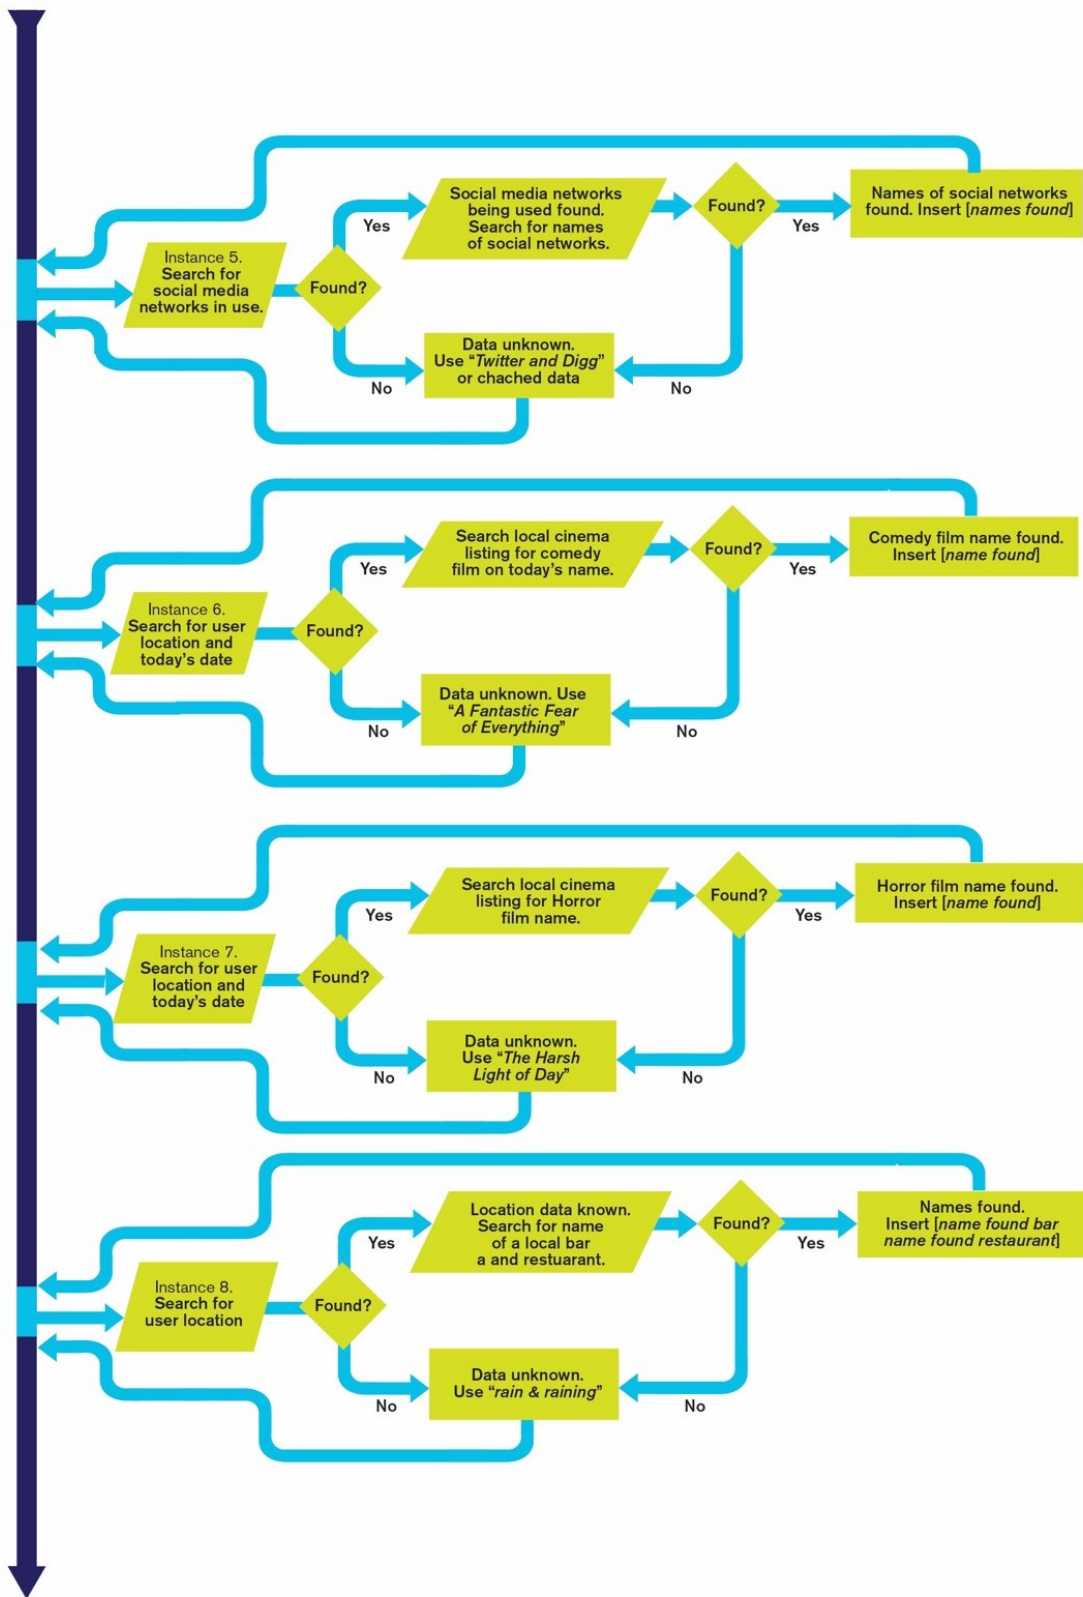 Social media networks
being used found.
Search for names
of social networks.
Found?
Names of social networks
found. Insert [names found]
Yes
Yes
Instance 5.
Search for
social media
networks in use.
Found?
Data unknown.
Use “Twitter and Digg”
or chached data
No
No
Search local cinema
listing for comedy
film on today’s name.
Found?
Comedy film name found.
Insert [name found]
Yes
Yes
Instance 6.
Search for user
location and
today’s date
Found?
Data unknown. Use
“A Fantastic Fear
of Everything”
No
No
Search local cinema
listing for Horror
film name.
Found?
Horror film name found.
Insert [name found]
Yes
Yes
Instance 7.
Search for user
location and
today’s date
Found?
Data unknown.
Use “The Harsh
Light of Day”
No
No
Location data known.
Search for name
of a local bar
a and restuarant.
Found?
Names found.
Insert [name found bar
name found restaurant]
Yes
Yes
Instance 8.
Search for
user location
Found?
Data unknown.
Use “rain & raining”
No
No